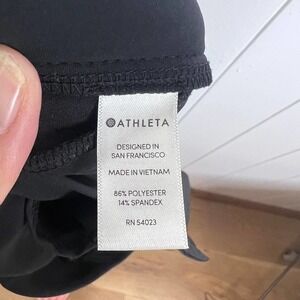 ATHLETA
DESIGNED IN
SAN FRANCISCO
MADE IN VIETNAM
86% POLYESTER
14% SPANDEX
RN 54023